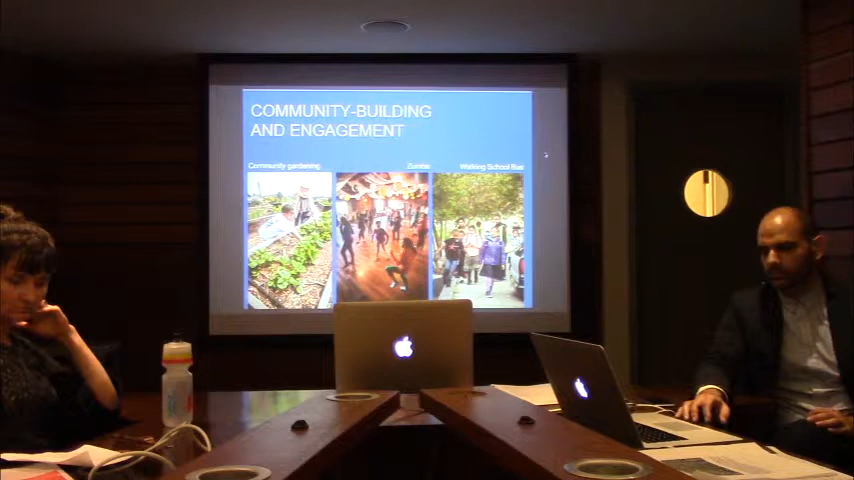 COMMUNITY-BUILDING
AND ENGAGEMENT
Community gardening
Zumba
Walking School Bus